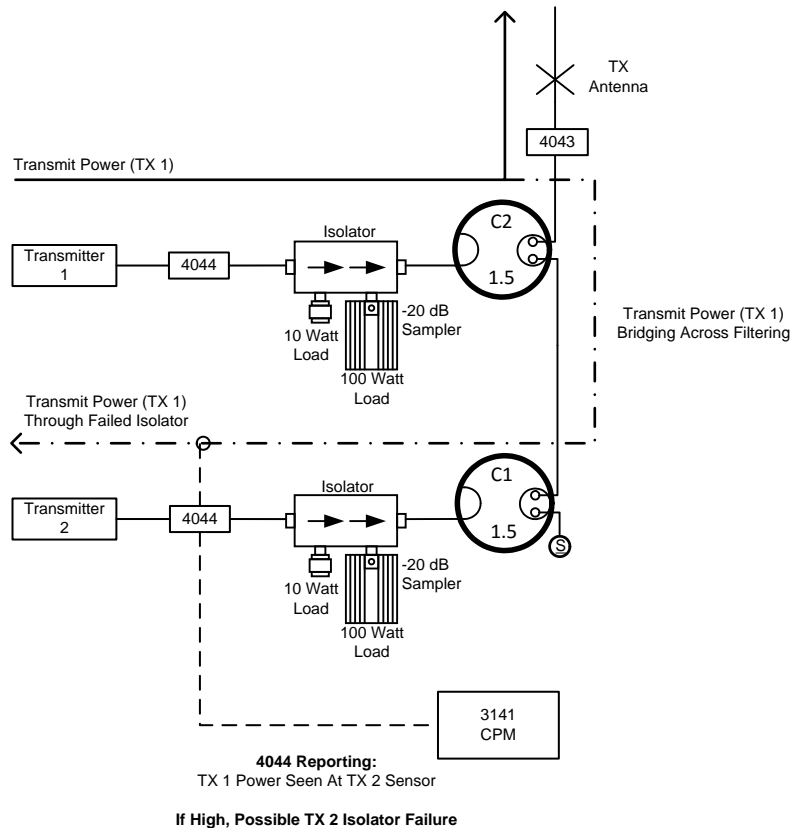 TX
Antenna
4043
Transmit Power (TX 1)
C2
1.5
Isolator
Transmitter
1
4044
-20 dB
Sampler
10 Watt
Load
100 Watt
Load
Transmit Power (TX 1)
Bridging Across Filtering
Transmit Power (TX 1)
Through Failed Isolator
C1
1.5
Isolator
Transmitter
2
4044
S
-20 dB
Sampler
10 Watt
Load
100 Watt
Load
3141
CPM
4044 Reporting:
TX 1 Power Seen At TX 2 Sensor
If High, Possible TX 2 Isolator Failure